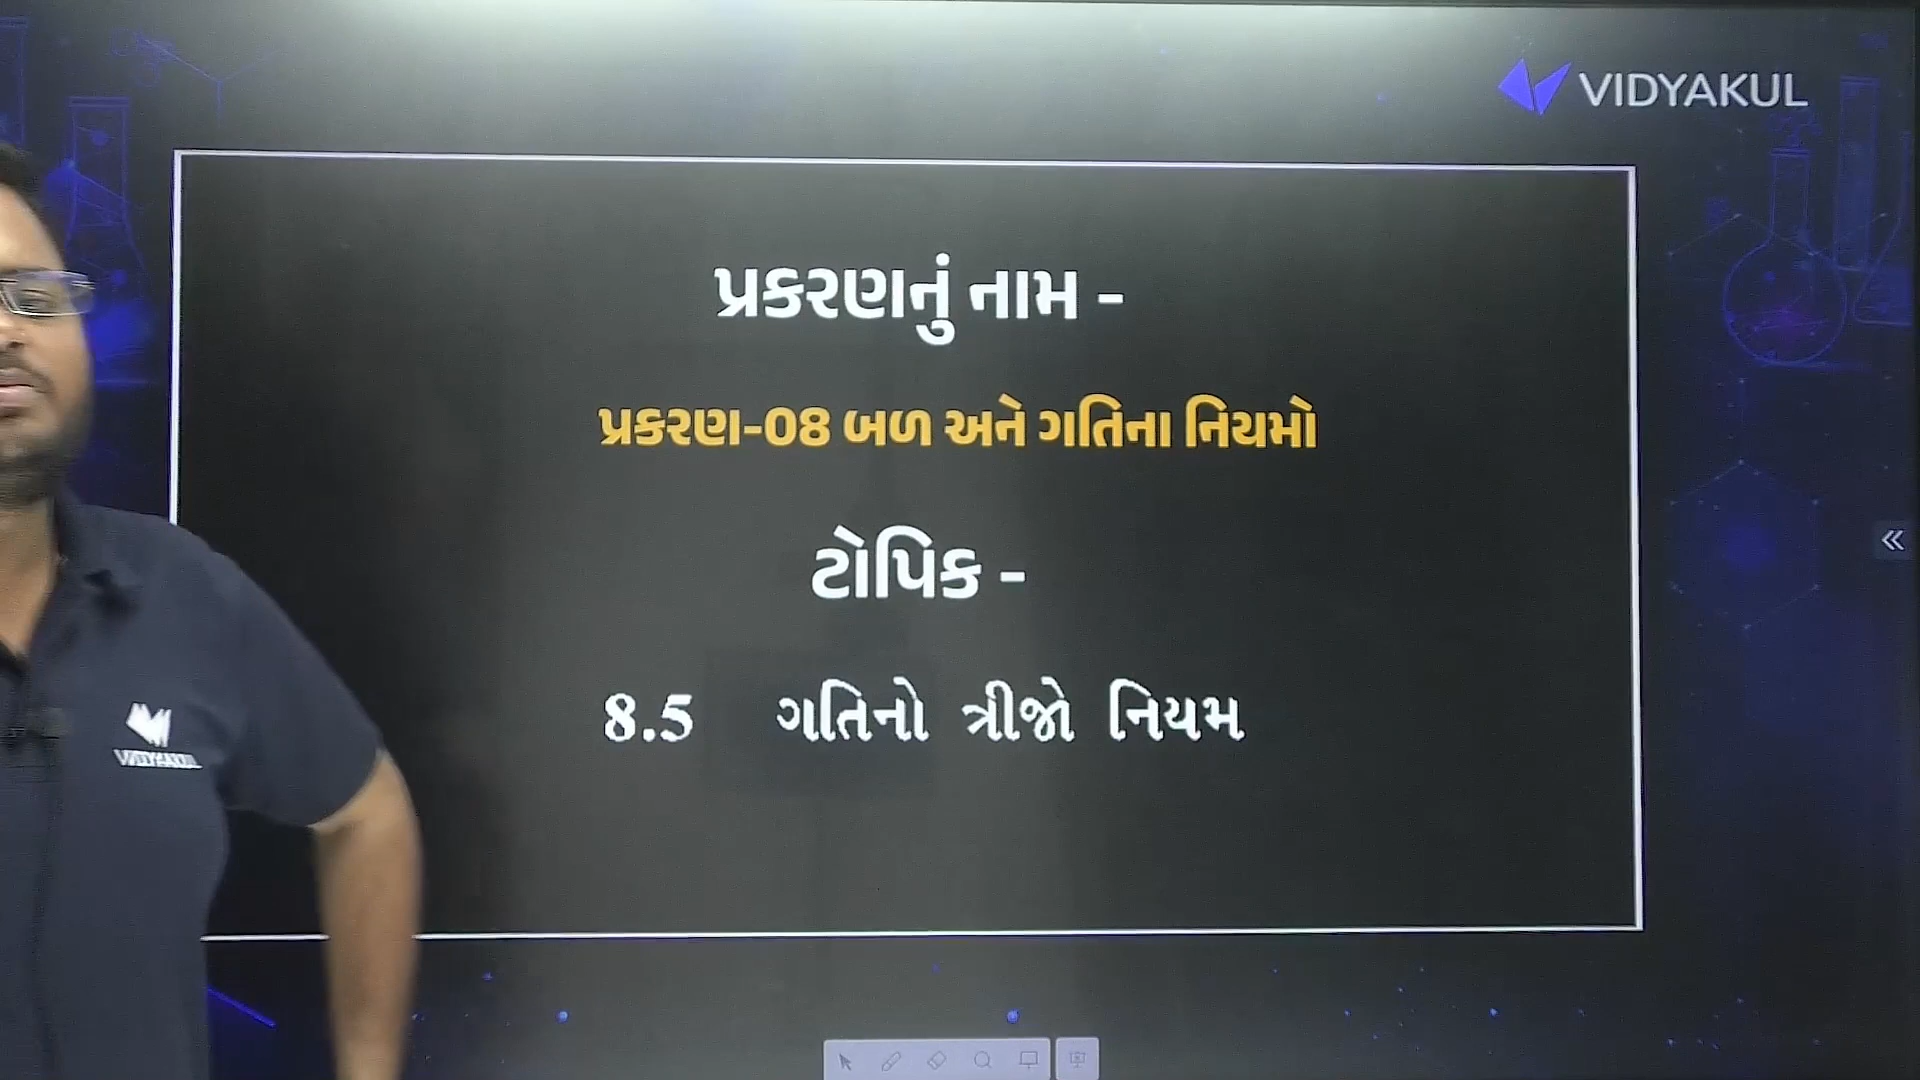 VIDYAKUL
પ્રકરણનું નામ -
પ્રકરણ-08 બળ અને ગતિના નિયમો
ટોપિક -
8.5 ગતિનો ત્રીજો નિયમ
VIDYAKUL